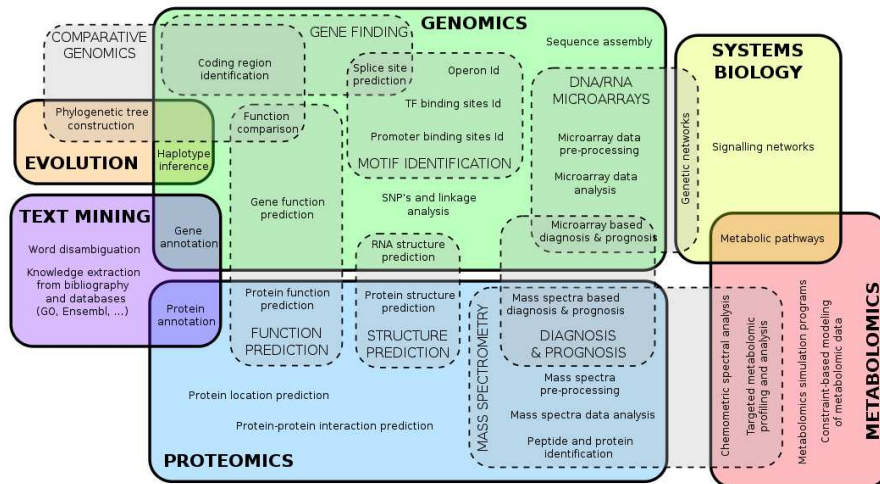 GENOMICS
COMPARATIVE
GENOMICS
GENE FINDING
Coding region
identification
Splice site
prediction
Operon Id
Sequence assembly
SYSTEMS
BIOLOGY
DNA/RNA
MICROARRAYS
TF binding sites Id
Phylogenetic tree
construction
Function
comparison
Promoter binding sites Id
MOTIF IDENTIFICATION
Microarray data
pre-processing
Microarray data
analysis
Genetic networks
Signalling networks
EVOLUTION
Haplotype
inference
TEXT MINING
Gene
annotation
Gene function
prediction
SNP's and linkage
analysis
Microarray based
diagnosis & prognosis
Metabolic pathways
Word disambiguation
Knowledge extraction
from bibliography
and databases
(GO, Ensembl, ...)
RNA structure
prediction
Protein
annotation
Protein function
prediction
FUNCTION
PREDICTION
Protein structure
prediction
STRUCTURE
PREDICTION
Mass spectra based
diagnosis & prognosis
DIAGNOSIS
& PROGNOSIS
MASS SPECTROMETRY
Mass spectra
pre-processing
Mass spectra data analysis
Peptide and protein
identification
Protein location prediction
Protein-protein interaction prediction
PROTEOMICS
Chemometric spectral analysis
Targeted metabolomic
profiling and analysis
Metabolomics simulation programs
Constraint-based modeling
of metabolomic data
METABOLOMICS